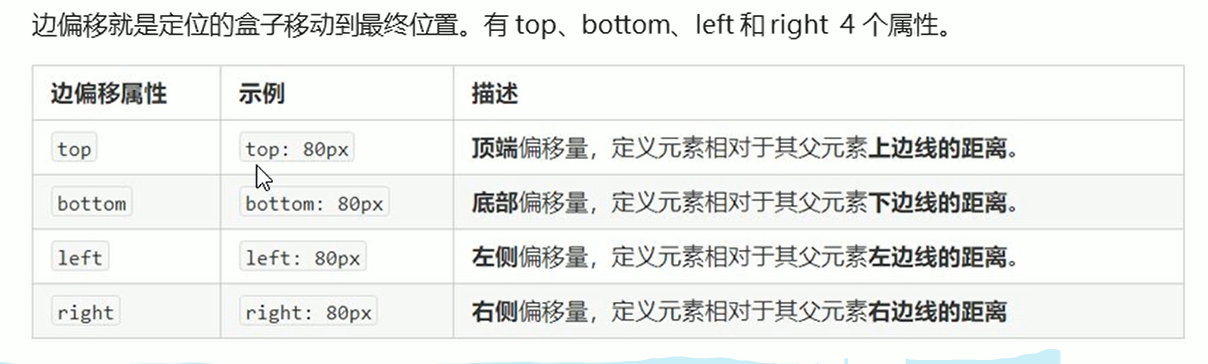 边偏移就是定位的盒子移动到最终位置。有 top、bottom、left 和 right 4 个属性。
边偏移属性 示例 描述
top top: 80px 顶端偏移量，定义元素相对于其父元素上边线的距离。
bottom bottom: 80px 底部偏移量，定义元素相对于其父元素下边线的距离。
left left: 80px 左侧偏移量，定义元素相对于其父元素左边线的距离。
right right: 80px 右侧偏移量，定义元素相对于其父元素右边线的距离